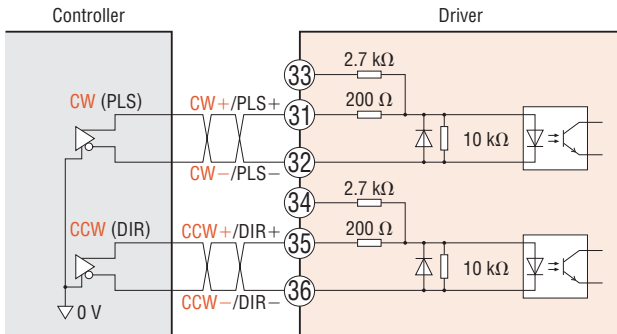 Controller
Driver
33
2.7 kΩ
CW (PLS)
CW+/PLS+
31
200 Ω
10 kΩ
CW−/PLS−
32
34
2.7 kΩ
CCW (DIR)
CCW+/DIR+
35
200 Ω
10 kΩ
CCW−/DIR−
36
0 V